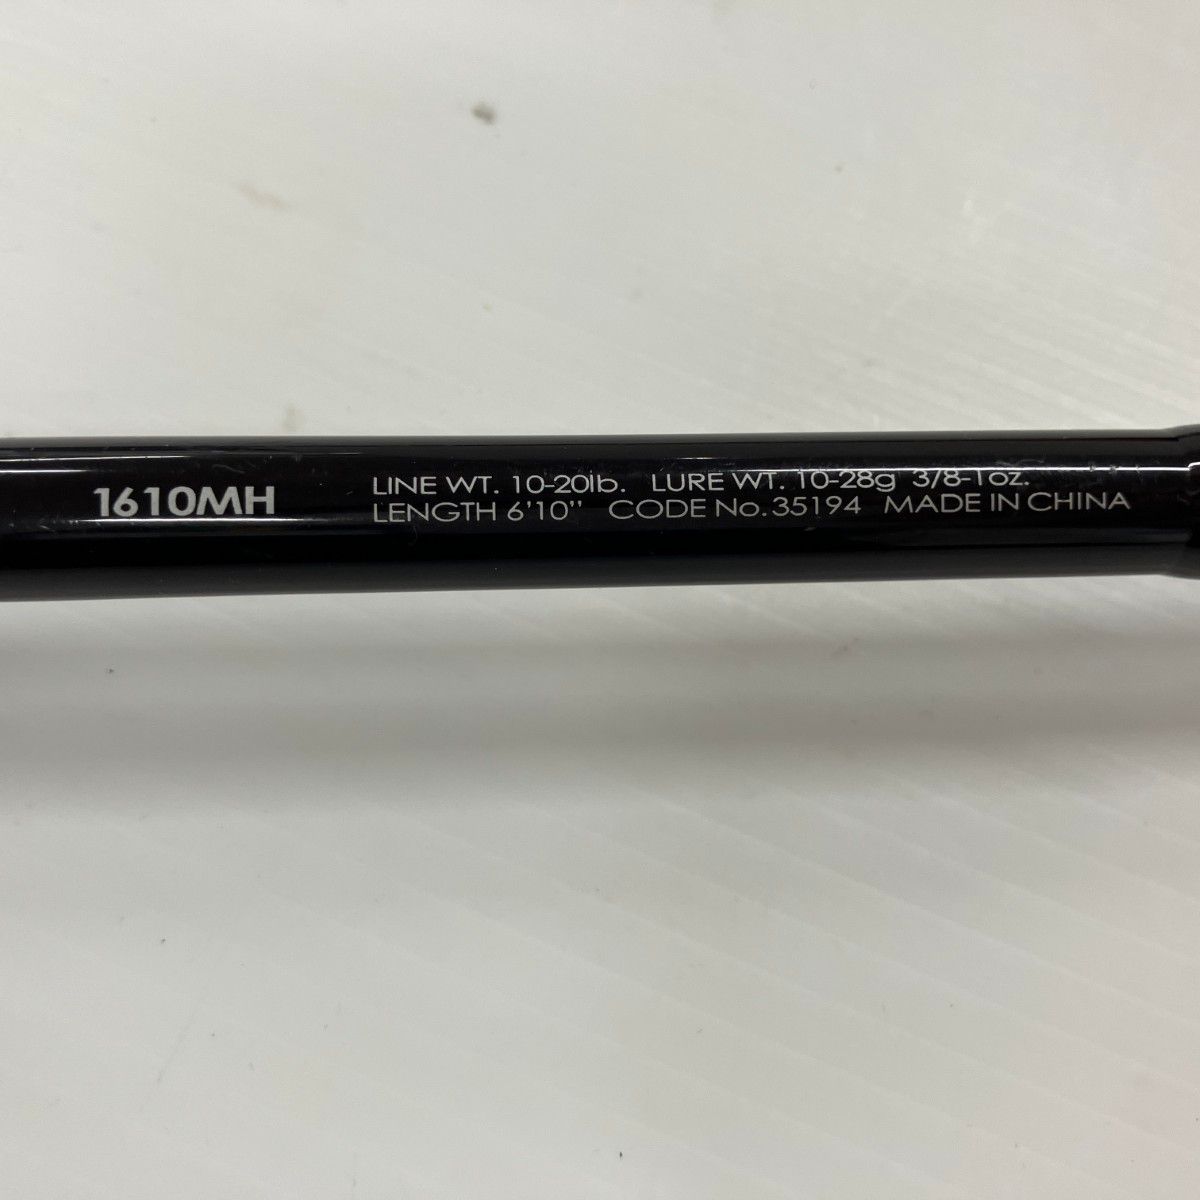 1610MH
LINE WT. 10-20lb. LURE WT. 10-28g 3/8-1oz.
LENGTH 6'10" CODE No.35194 MADE IN CHINA